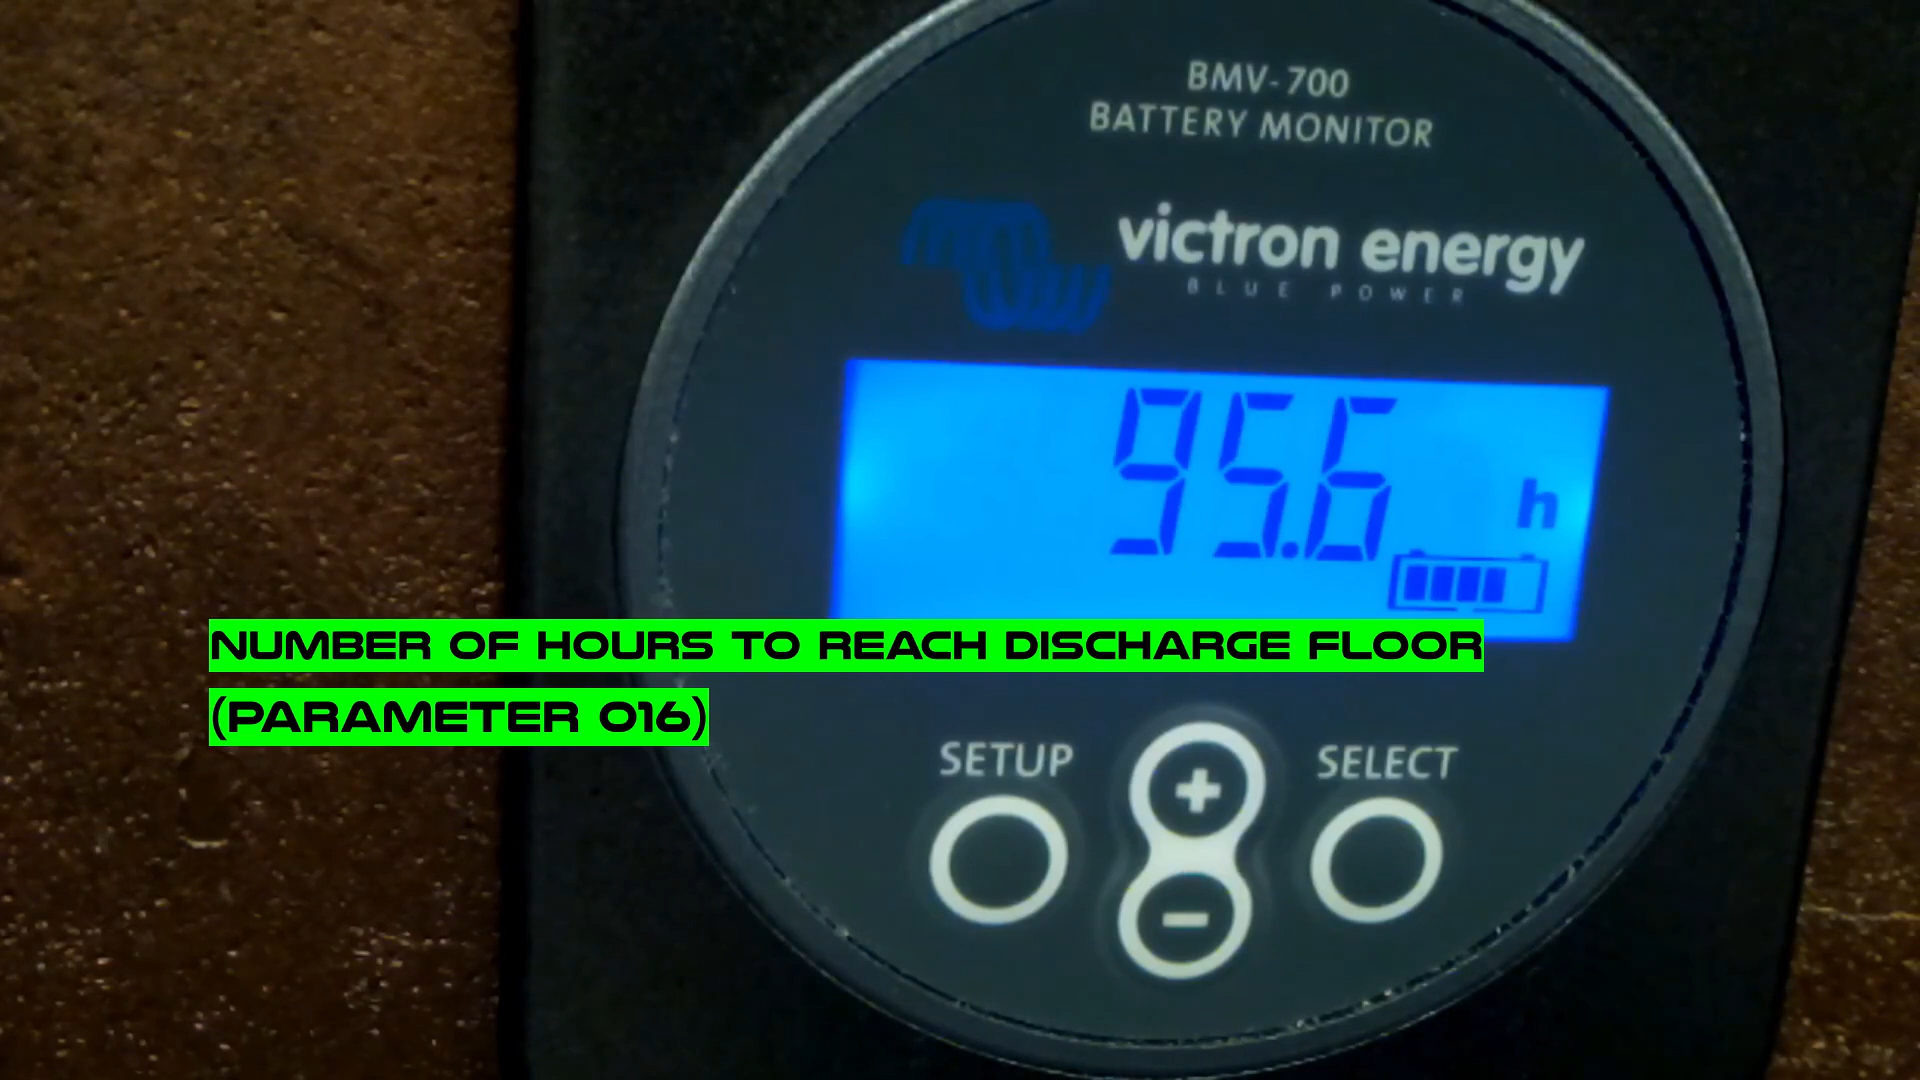 BMV-700
BATTERY MONITOR
victron energy
BLUE POWER
95.6 h
NUMBER OF HOURS TO REACH DISCHARGE FLOOR
(PARAMETER 016)
SETUP
SELECT
+
-